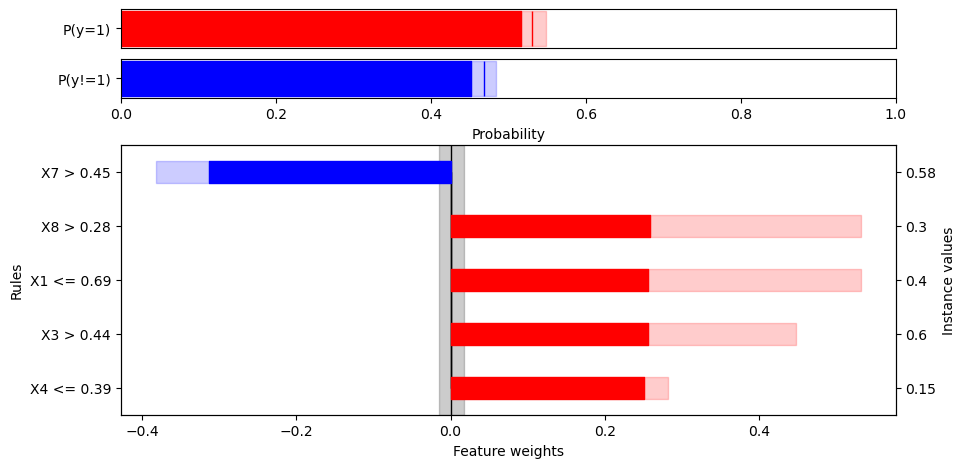 P(y=1)
P(y!=1)
0.0 0.2 0.4 0.6 0.8 1.0
Probability
X7 > 0.45 0.58
X8 > 0.28 0.3
X1 <= 0.69 0.4
X3 > 0.44 0.6
X4 <= 0.39 0.15
Rules
Instance values
−0.4 −0.2 0.0 0.2 0.4
Feature weights